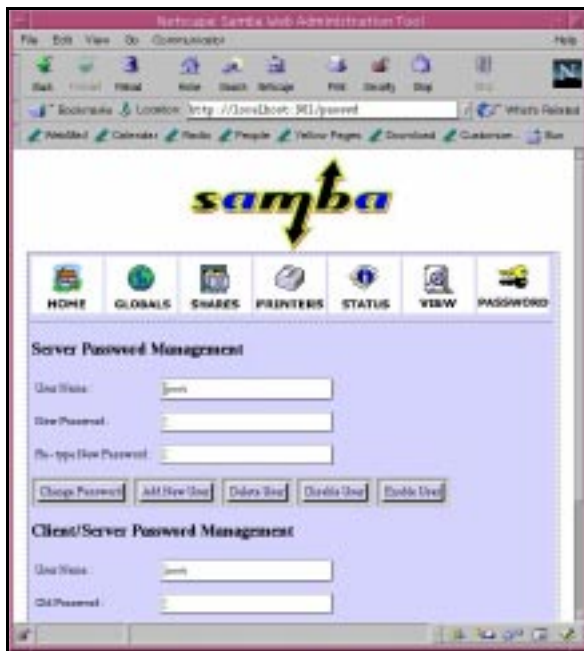 Netscape: Samba Web Administration Tool
File Edit View Go Communicator Help
Back Forward Reload Home Search Netscape Print Security Stop
Bookmarks Location: http://localhost:901/passwd What's Related
WebMail Calendar Radio People Yellow Pages Download Customize...
samba
HOME GLOBALS SHARES PRINTERS STATUS VIEW PASSWORD
Server Password Management
User Name :
New Password :
Re-type New Password :
Change Password Add New User Delete User Disable User Enable User
Client/Server Password Management
User Name :
Old Password :